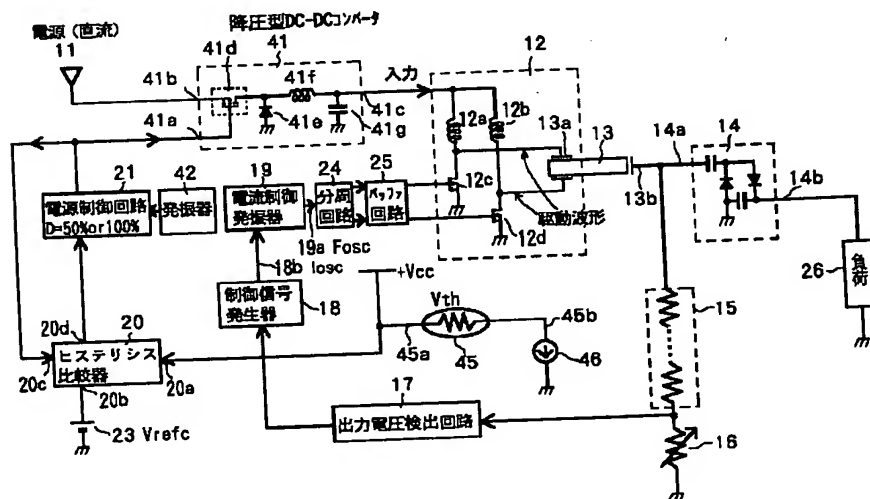 降圧型DC-DCコンバータ
電源(直流)
11
41d
41
41b
41f
入力
12
41a
41e
41c
41g
12a
12b
13a
13
13b
14a
14
14b
21
42
19
24
25
12c
12d
駆動波形
電源制御回路
D=50%or100%
発振器
電流制御
発振器
分周
回路
バッファ
回路
19a Fosc
18b Iosc
+Vcc
制御信号
発生器
18
Vth
45b
45a
45
46
15
26
負荷
20d
20
ヒステリシス
比較器
20c
20a
20b
23 Vrefc
17
出力電圧検出回路
16